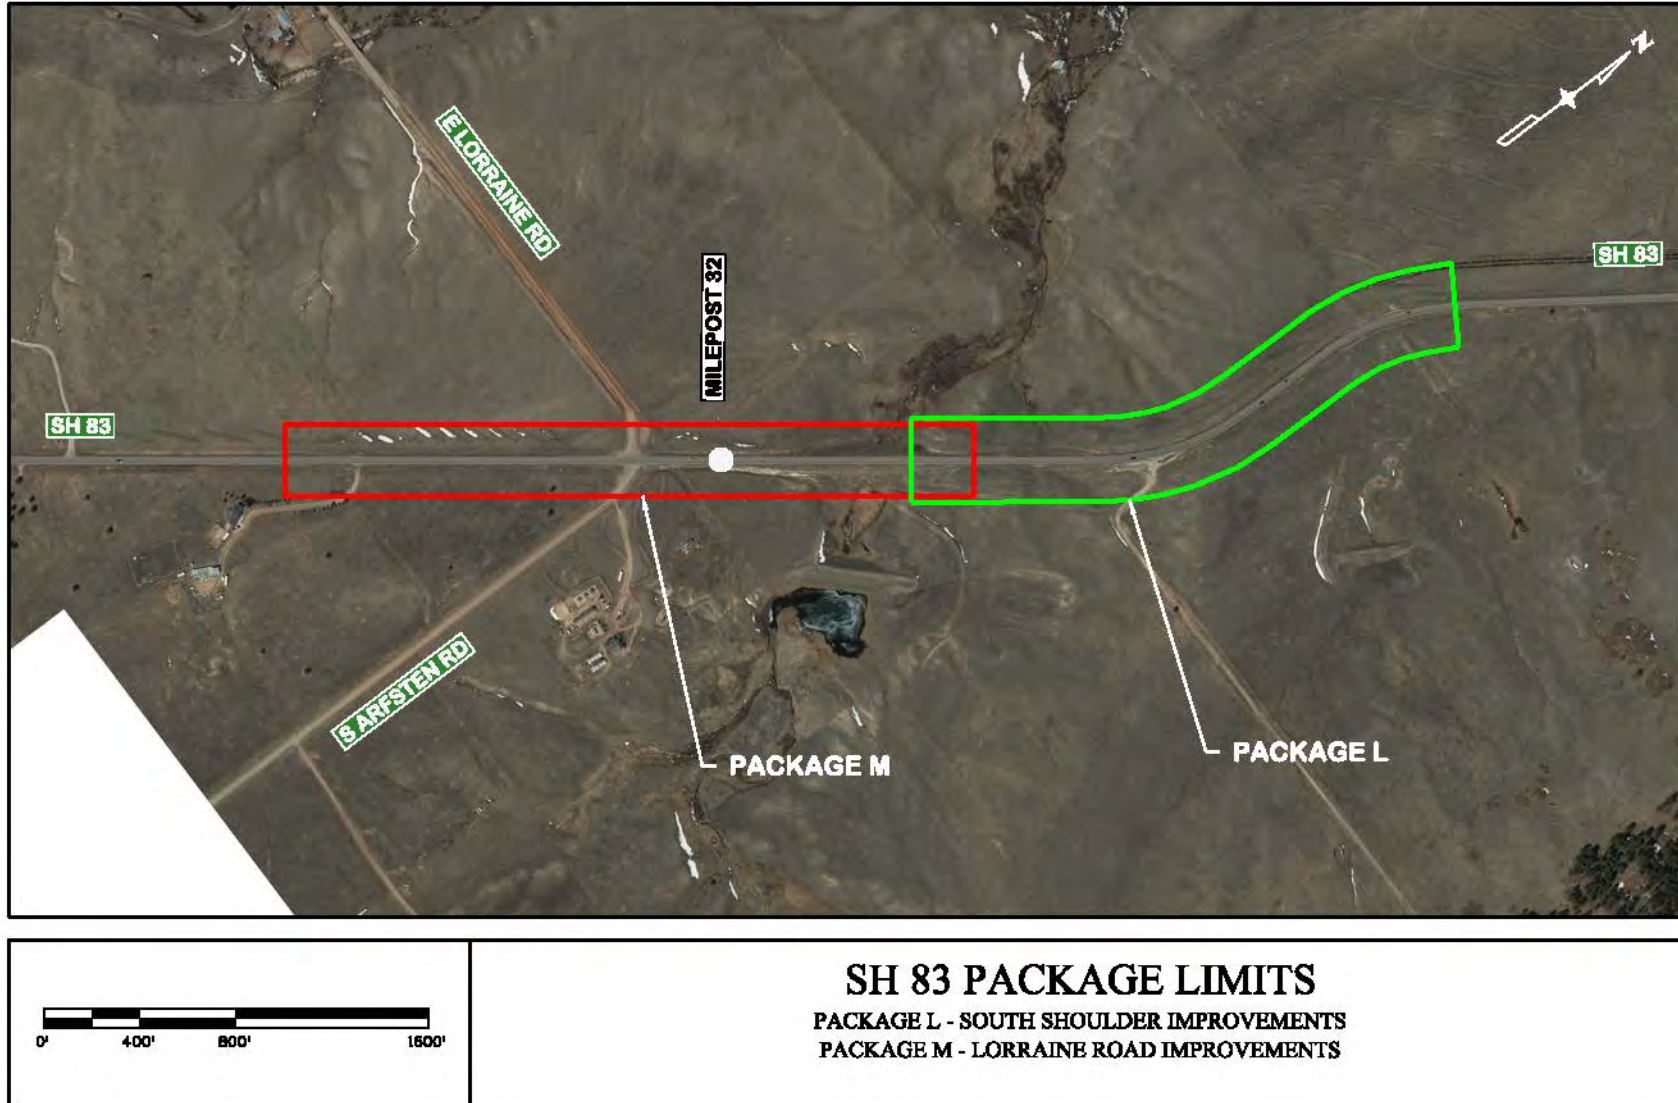 N
E LORRAINE RD
MILEPOST 32
SH 83
SH 83
S ARFSTEN RD
PACKAGE M
PACKAGE L
0' 400' 800' 1600'
SH 83 PACKAGE LIMITS
PACKAGE L - SOUTH SHOULDER IMPROVEMENTS
PACKAGE M - LORRAINE ROAD IMPROVEMENTS